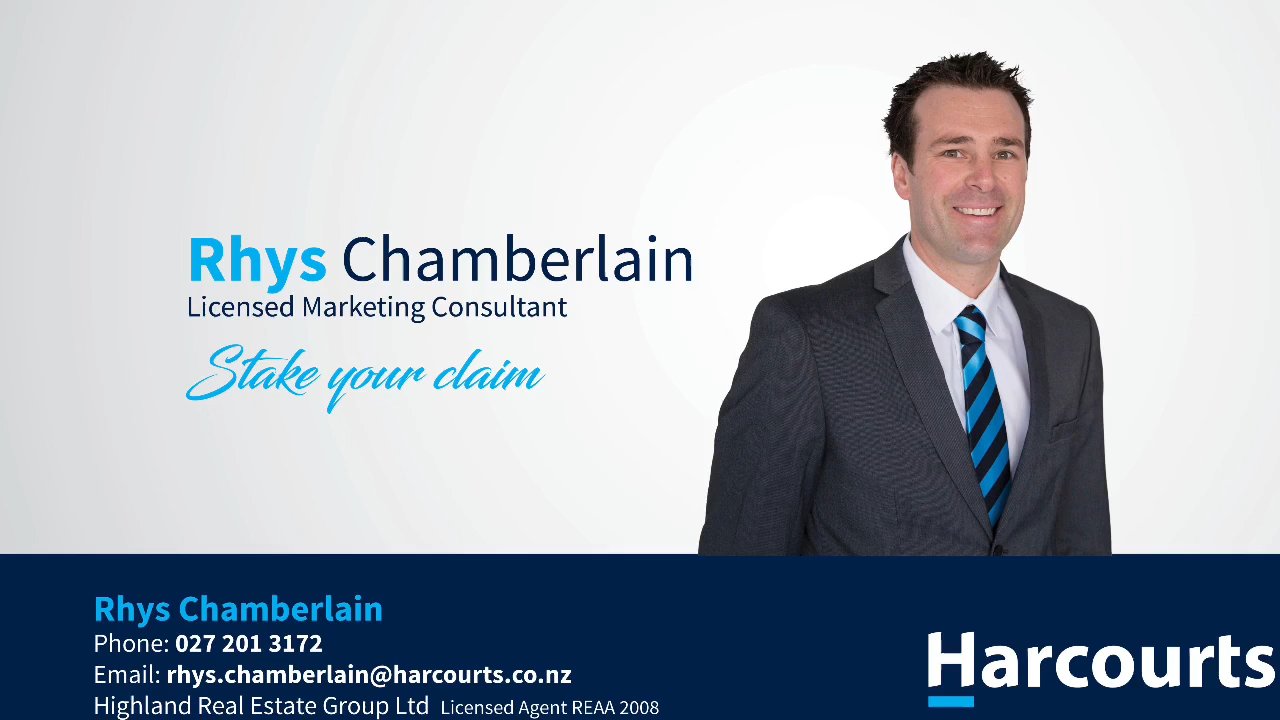 Rhys Chamberlain
Licensed Marketing Consultant
Stake your claim
Rhys Chamberlain
Phone: 027 201 3172
Email: rhys.chamberlain@harcourts.co.nz
Highland Real Estate Group Ltd Licensed Agent REAA 2008
Harcourts